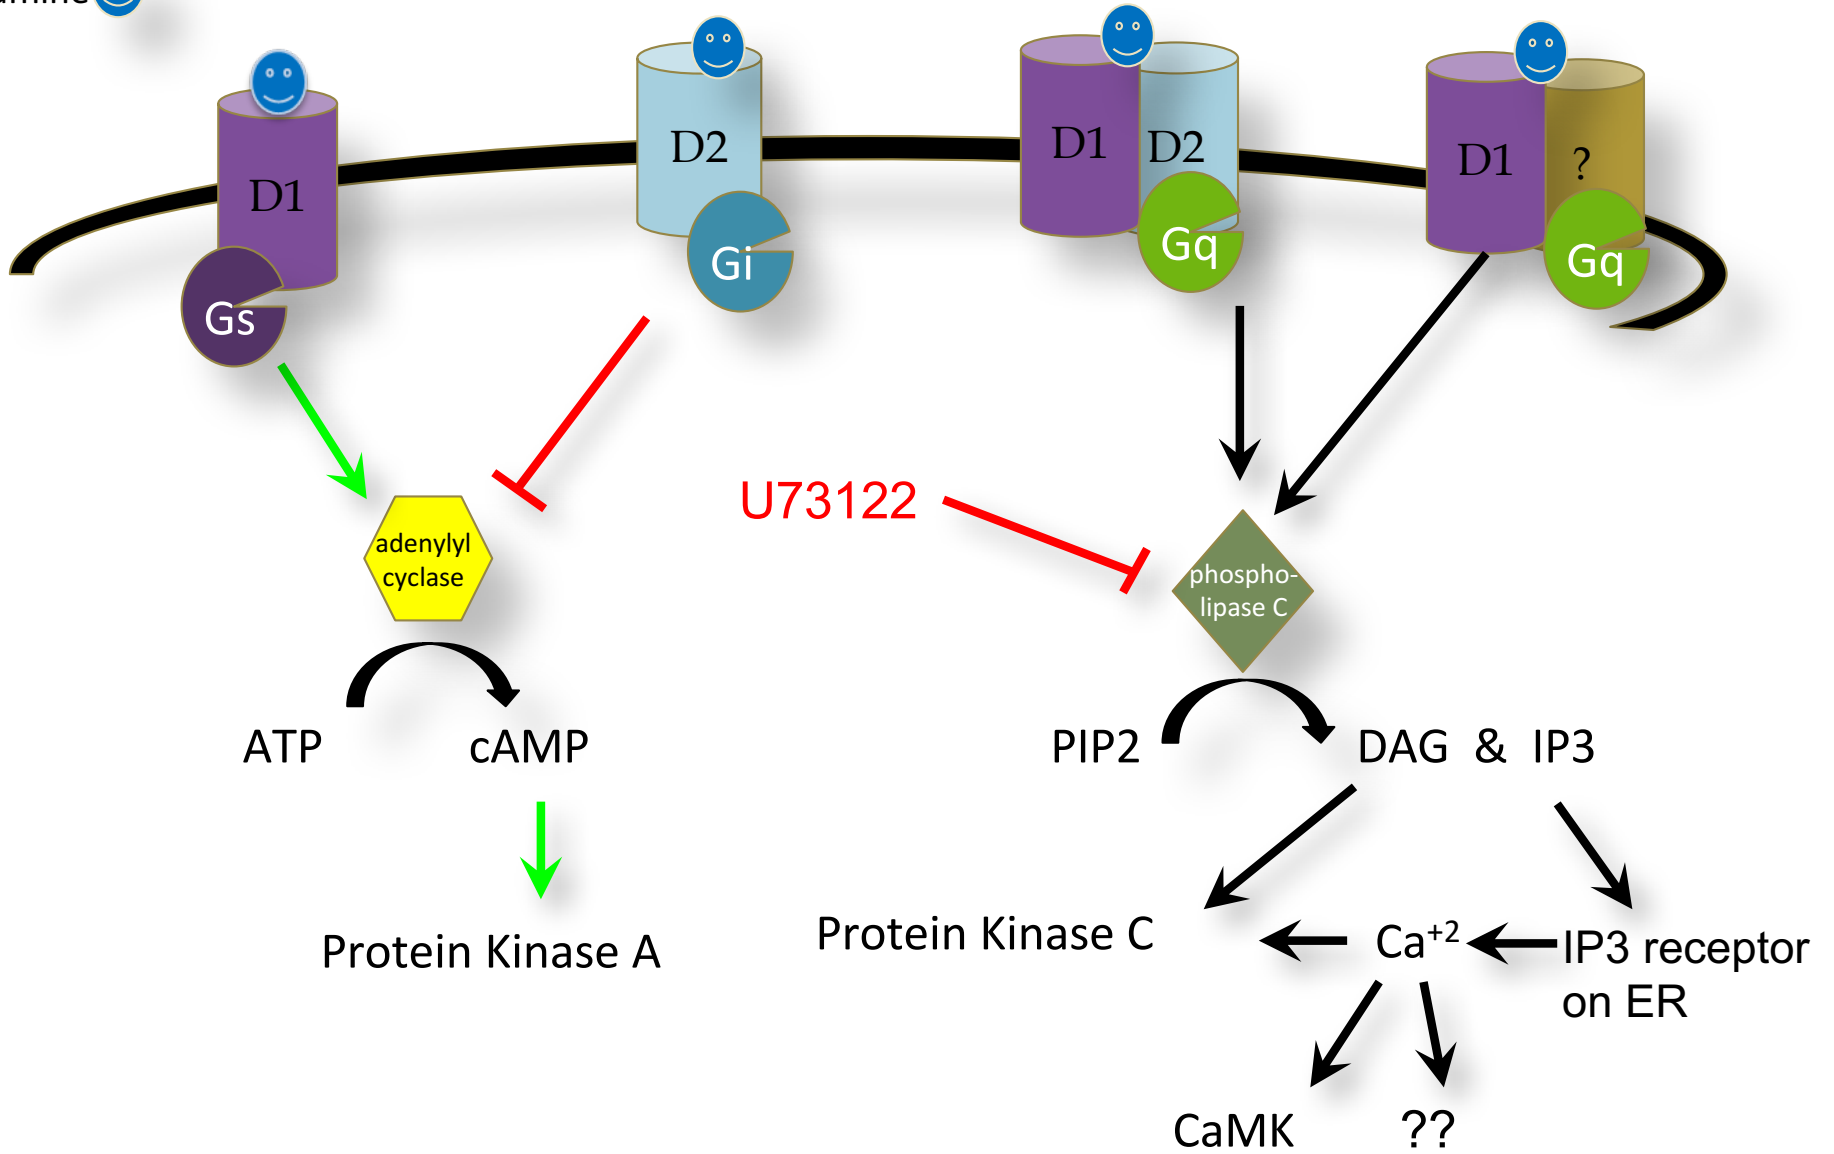 D1
D2
D1
D2
D1
?
Gs
Gi
Gq
Gq
U73122
adenylyl
cyclase
phospho-
lipase C
ATP
cAMP
PIP2
DAG & IP3
Protein Kinase A
Protein Kinase C
Ca+2
IP3 receptor
on ER
CaMK
??